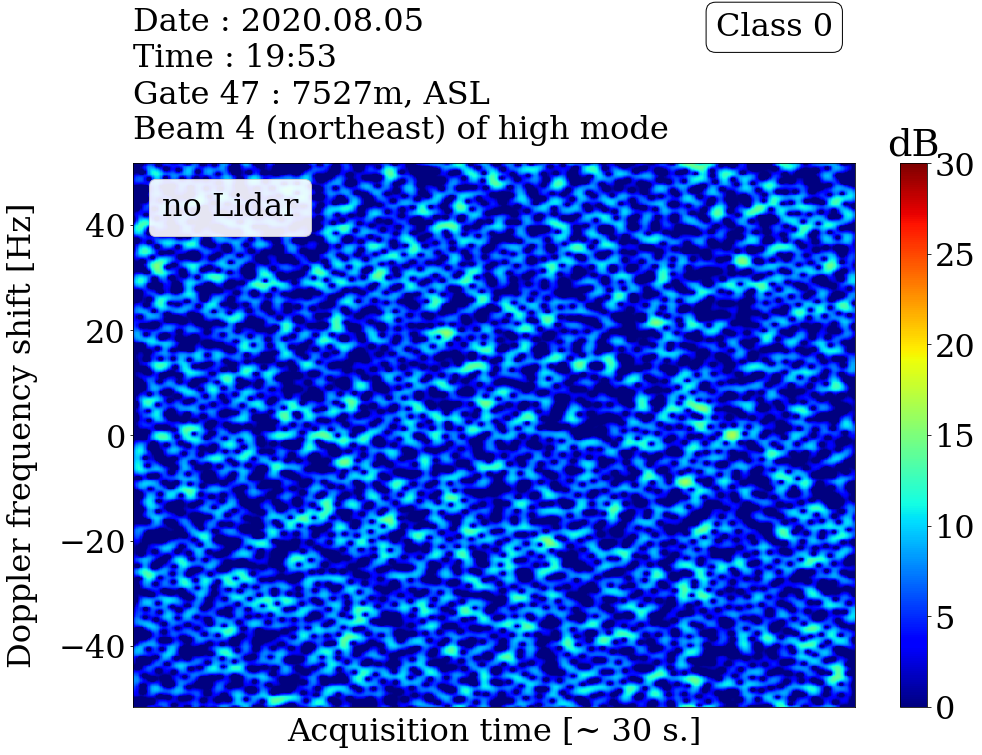 Date : 2020.08.05
Time : 19:53
Gate 47 : 7527m, ASL
Beam 4 (northeast) of high mode
Class 0
dB
no Lidar
Doppler frequency shift [Hz]
40
20
0
−20
−40
Acquisition time [~ 30 s.]
30
25
20
15
10
5
0